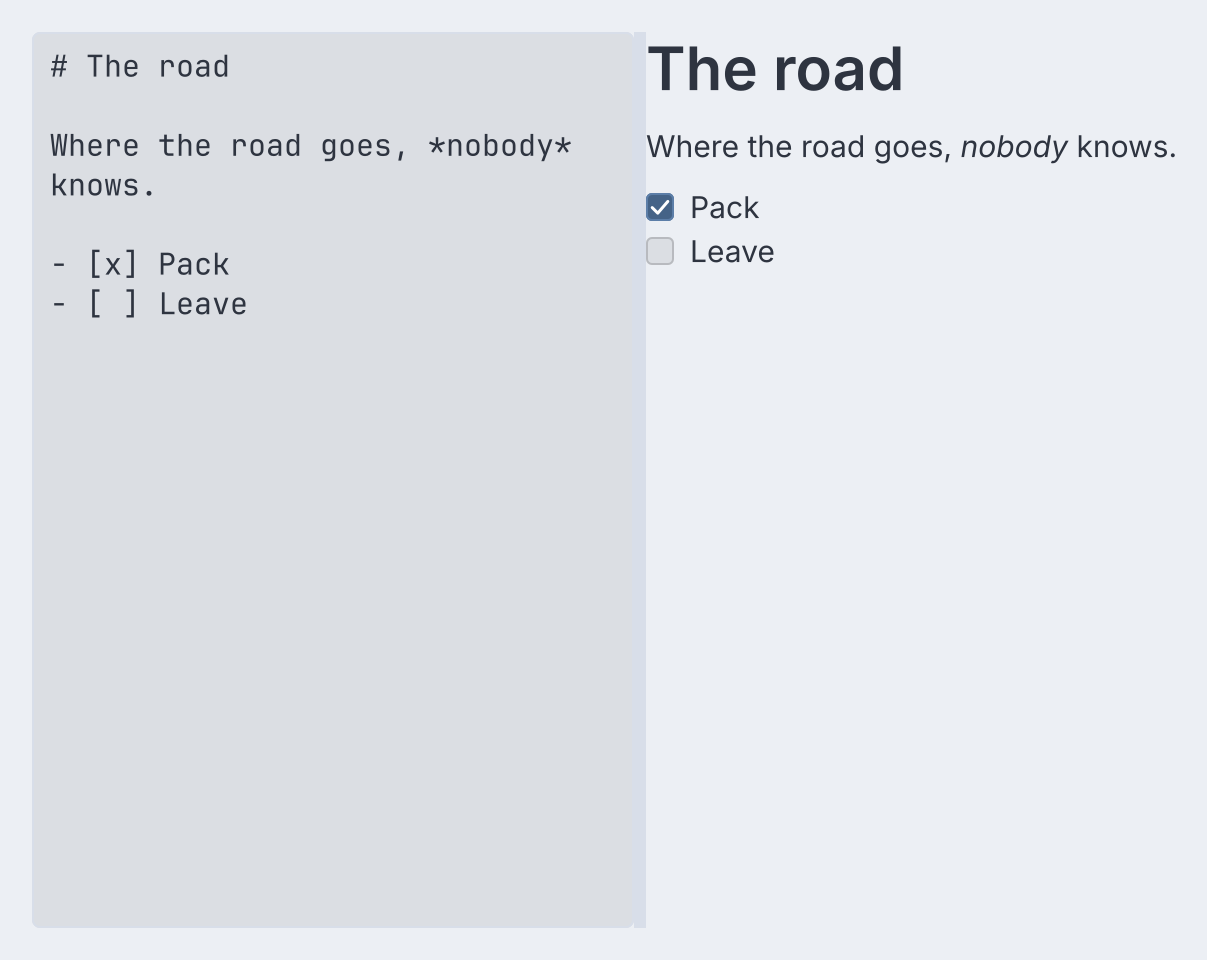 # The road
Where the road goes, *nobody*
knows.
- [x] Pack
- [ ] Leave
The road
Where the road goes, nobody knows.
Pack
Leave